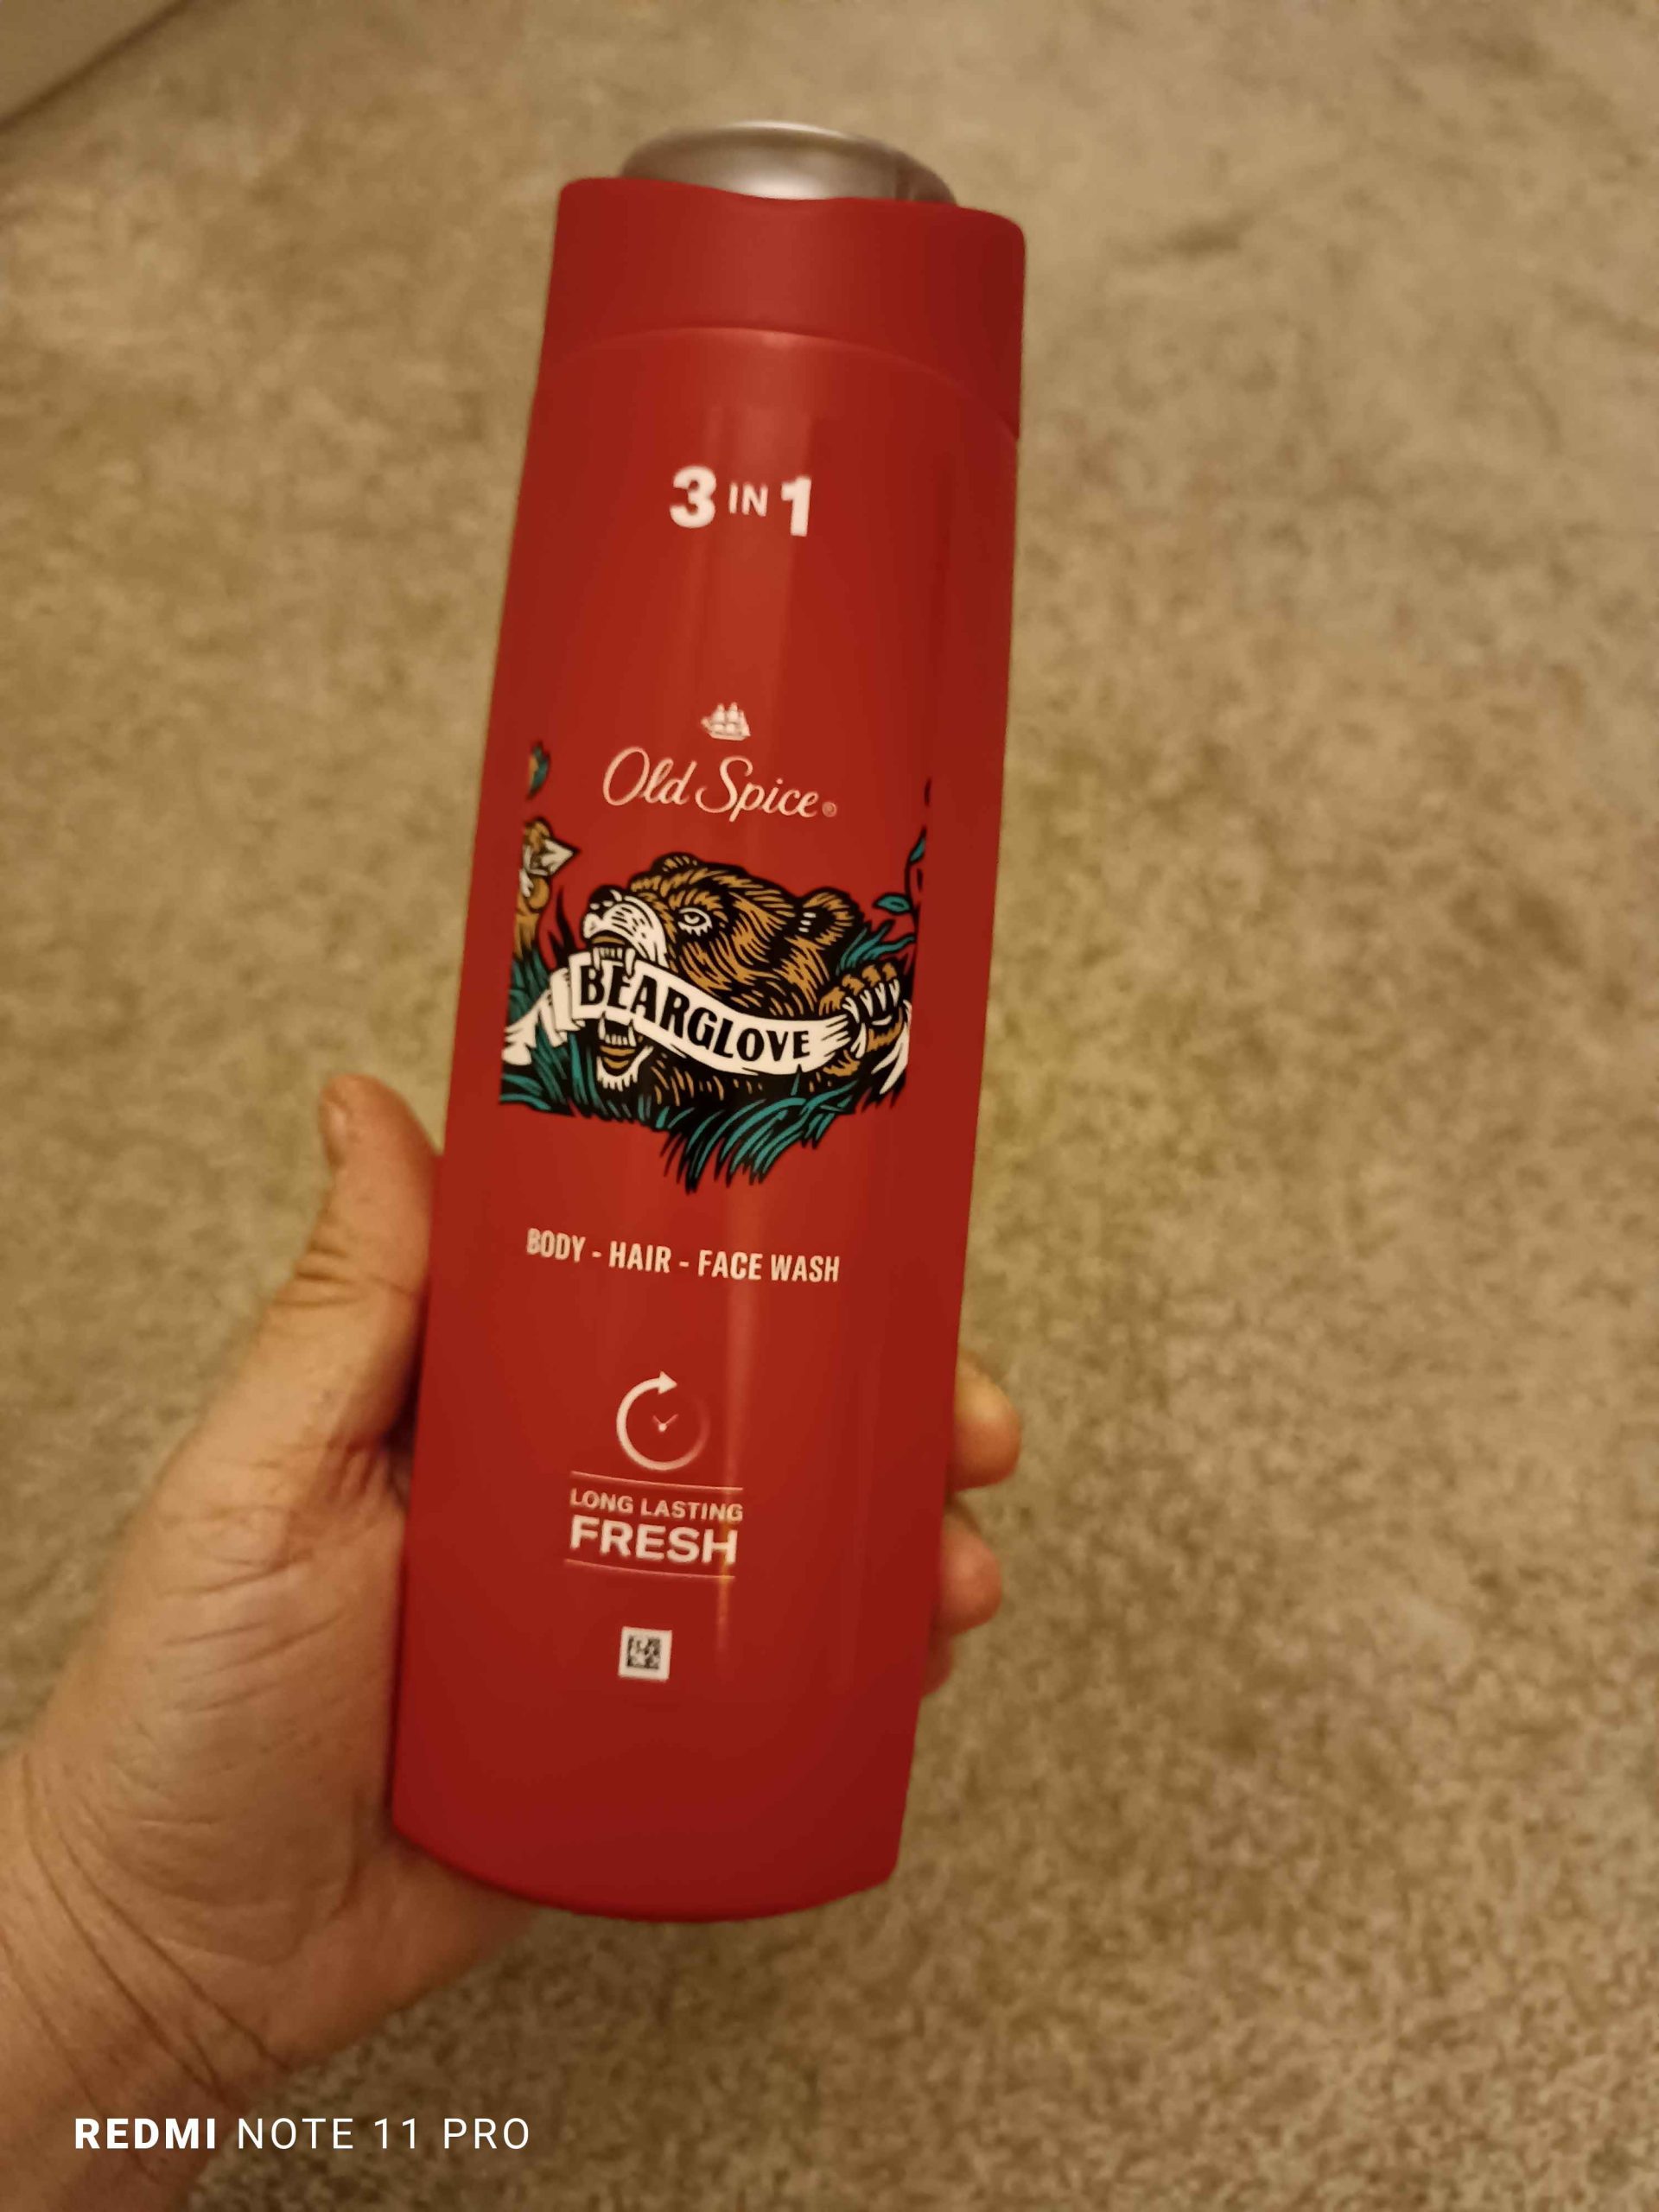 3 IN 1
Old Spice®
BEARGLOVE
BODY - HAIR - FACE WASH
LONG LASTING
FRESH
REDMI NOTE 11 PRO